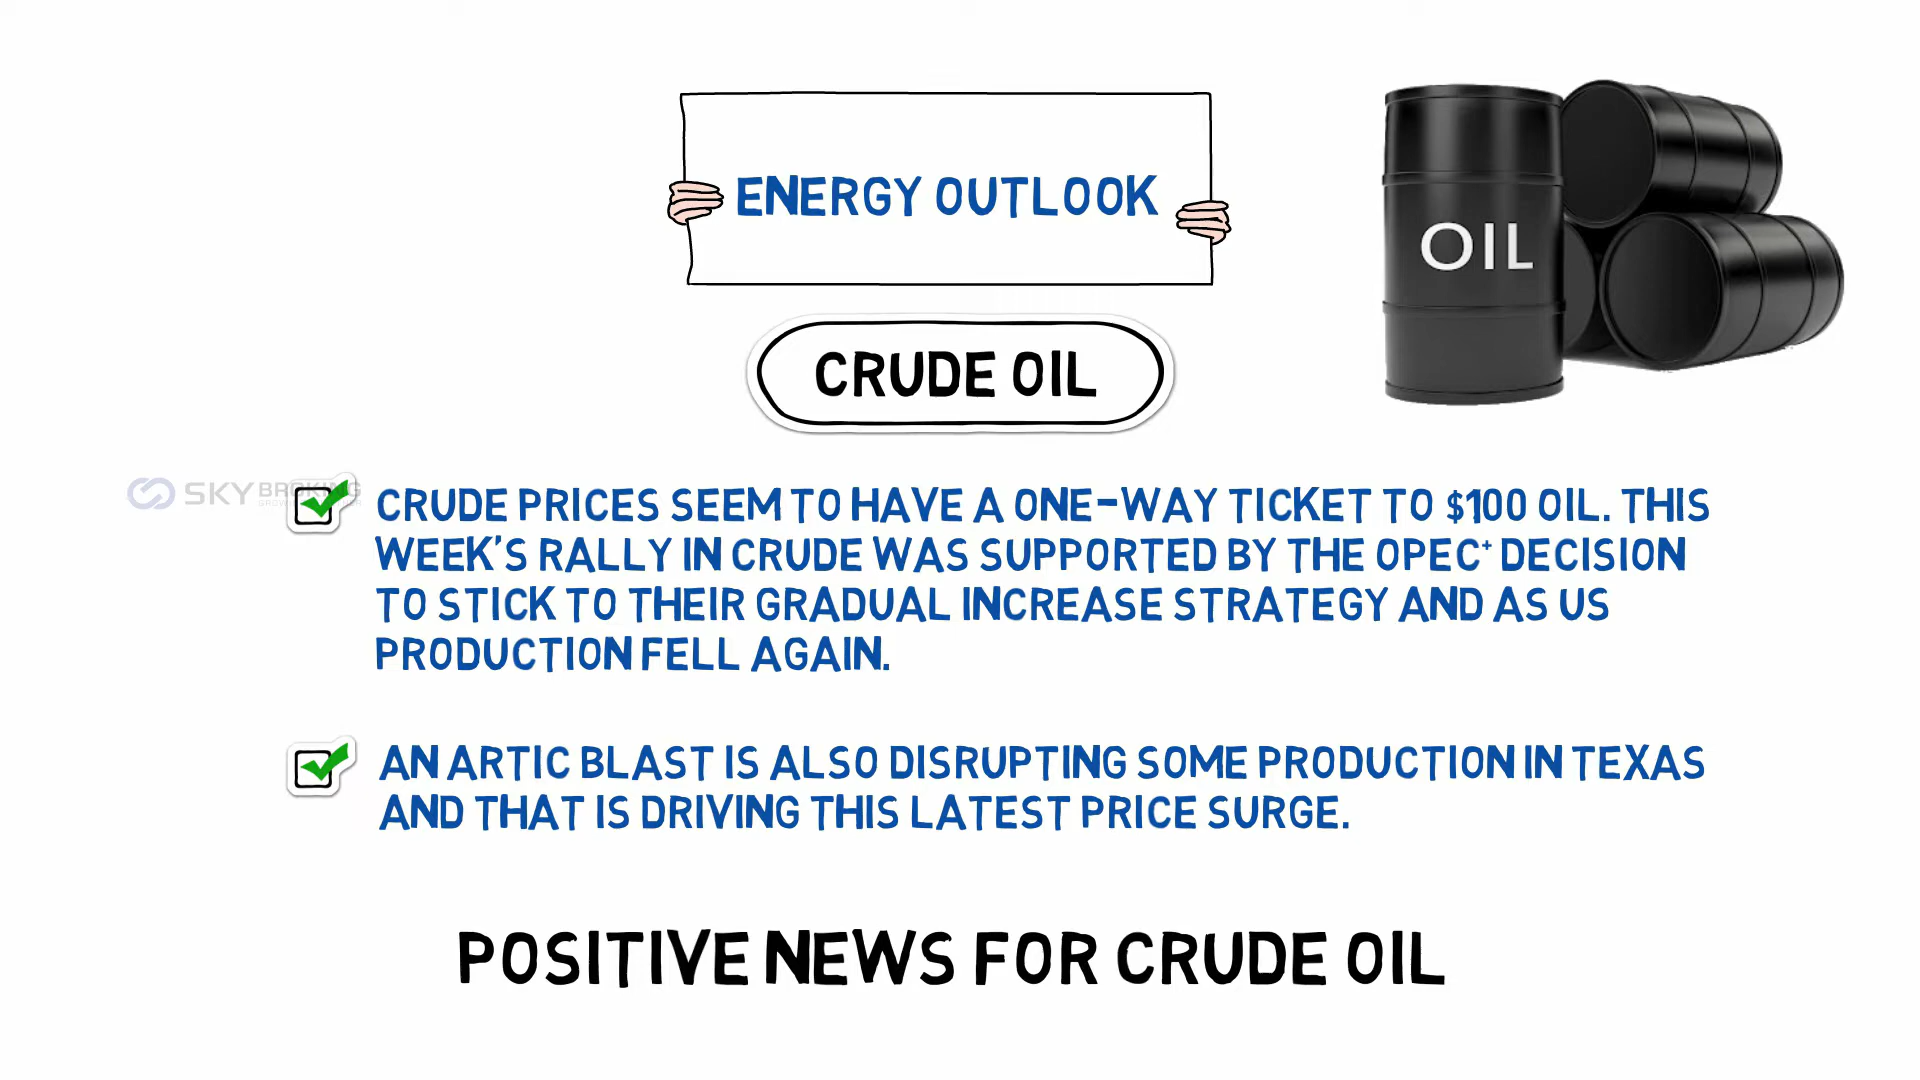 ENERGY OUTLOOK
OIL
CRUDE OIL
SKY BROKING
CRUDE PRICES SEEM TO HAVE A ONE-WAY TICKET TO $100 OIL. THIS
WEEK'S RALLY IN CRUDE WAS SUPPORTED BY THE OPEC+ DECISION
TO STICK TO THEIR GRADUAL INCREASE STRATEGY AND AS US
PRODUCTION FELL AGAIN.
AN ARTIC BLAST IS ALSO DISRUPTING SOME PRODUCTION IN TEXAS
AND THAT IS DRIVING THIS LATEST PRICE SURGE.
POSITIVE NEWS FOR CRUDE OIL